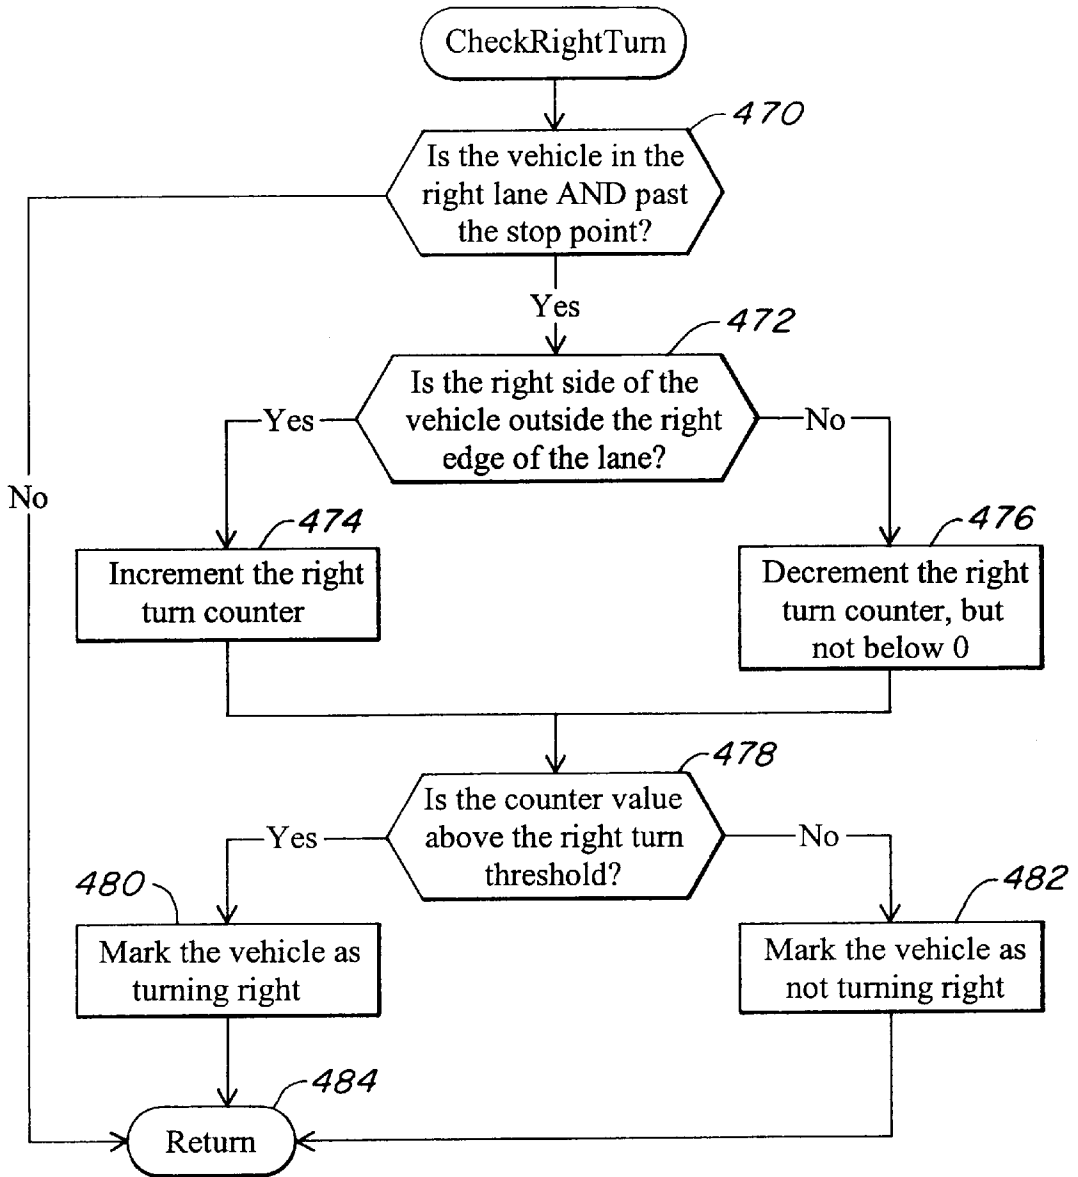 CheckRightTurn
470
Is the vehicle in the
right lane AND past
the stop point?
Yes
472
Is the right side of the
vehicle outside the right
edge of the lane?
Yes
No
No
474
Increment the right
turn counter
476
Decrement the right
turn counter, but
not below 0
478
Is the counter value
above the right turn
threshold?
Yes
No
480
Mark the vehicle as
turning right
482
Mark the vehicle as
not turning right
484
Return